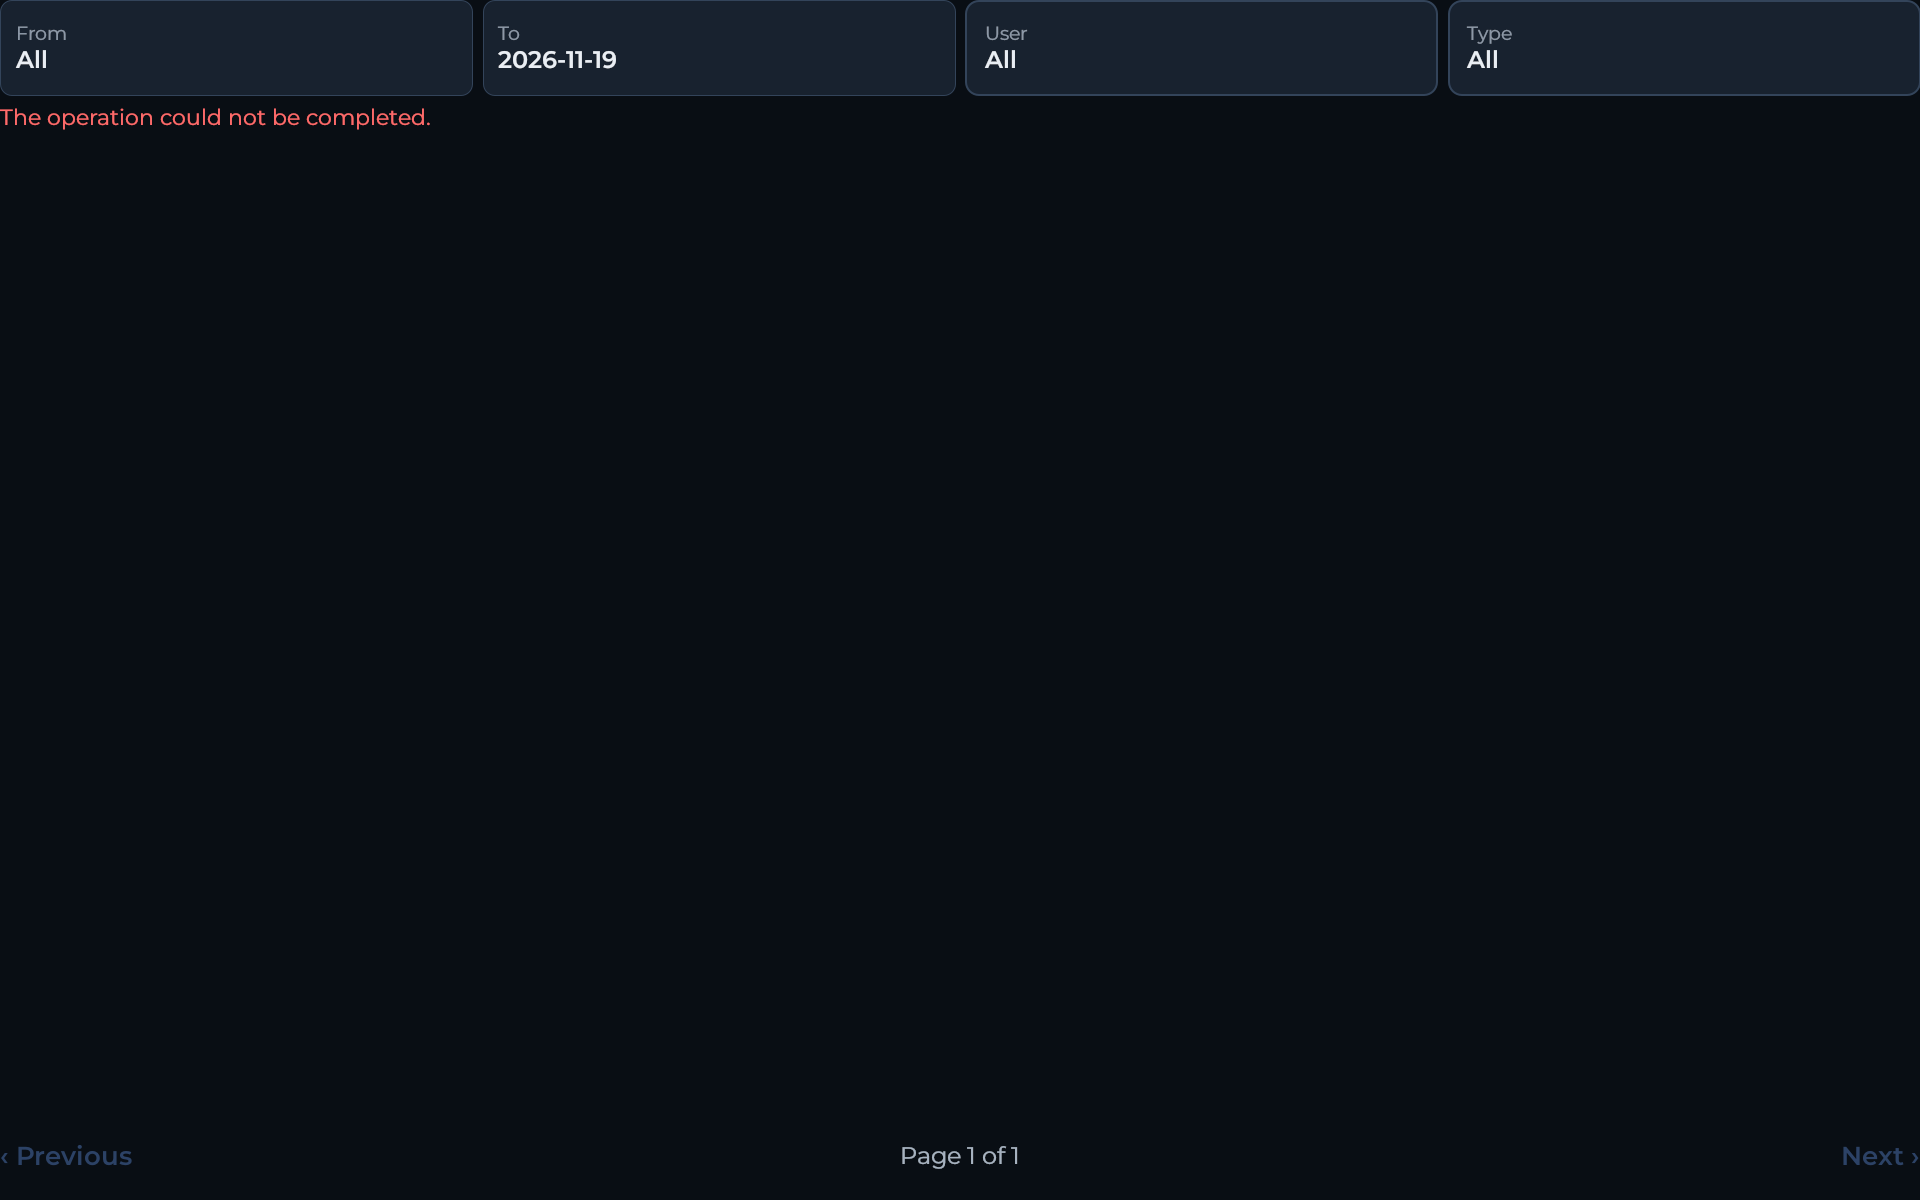 From
All
To
2026-11-19
User
All
Type
All
The operation could not be completed.
‹ Previous
Page 1 of 1
Next ›